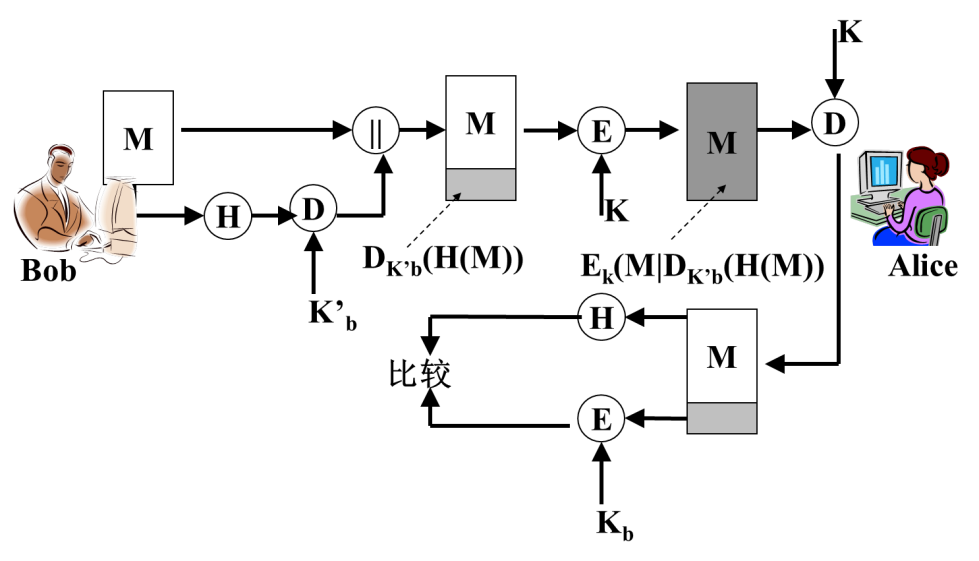 K
M
||
M
E
M
D
H
D
K
Bob
D_{K'b}(H(M))
E_k(M|D_{K'b}(H(M))
Alice
K'_b
H
M
比较
E
K_b